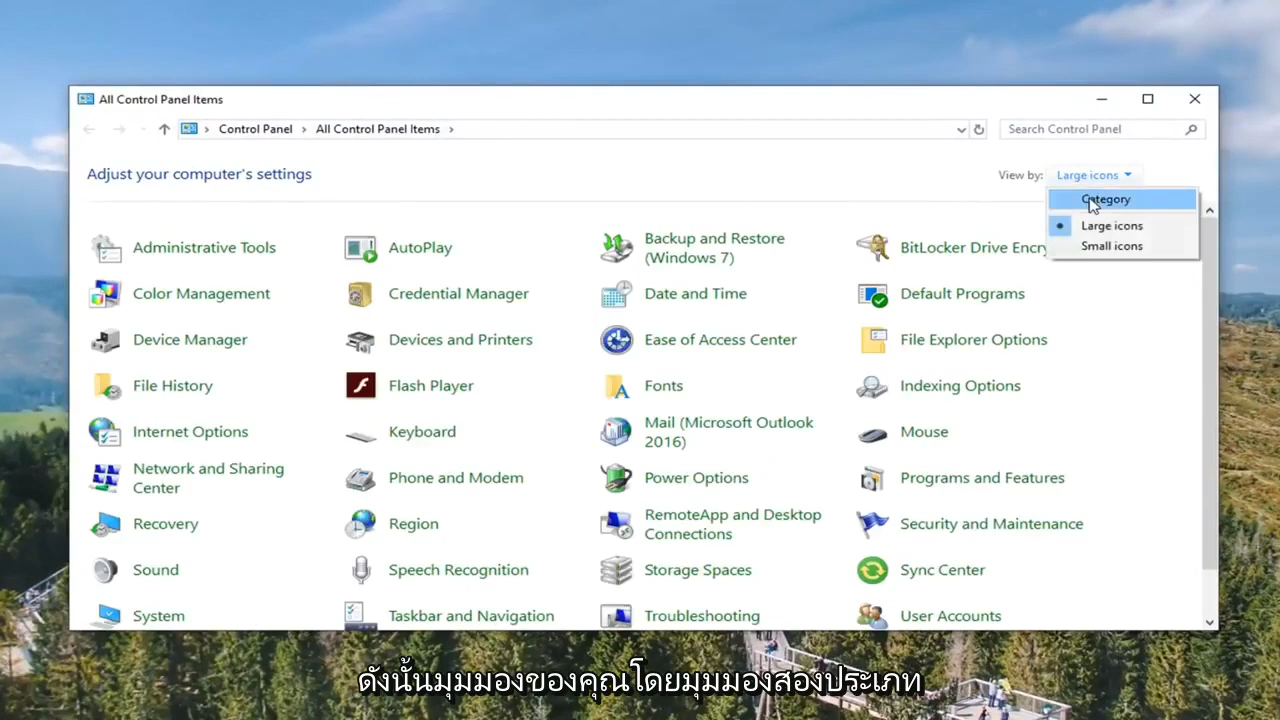 All Control Panel Items
Control Panel > All Control Panel Items >
Search Control Panel
Adjust your computer's settings
View by: Large icons
Category
Large icons
Small icons
Administrative Tools
AutoPlay
Backup and Restore
(Windows 7)
BitLocker Drive Encry
Color Management
Credential Manager
Date and Time
Default Programs
Device Manager
Devices and Printers
Ease of Access Center
File Explorer Options
File History
Flash Player
Fonts
Indexing Options
Internet Options
Keyboard
Mail (Microsoft Outlook
2016)
Mouse
Network and Sharing
Center
Phone and Modem
Power Options
Programs and Features
Recovery
Region
RemoteApp and Desktop
Connections
Security and Maintenance
Sound
Speech Recognition
Storage Spaces
Sync Center
System
Taskbar and Navigation
Troubleshooting
User Accounts
ดังนั้นมุมมองของคุณโดยมุมมองสองประเภท